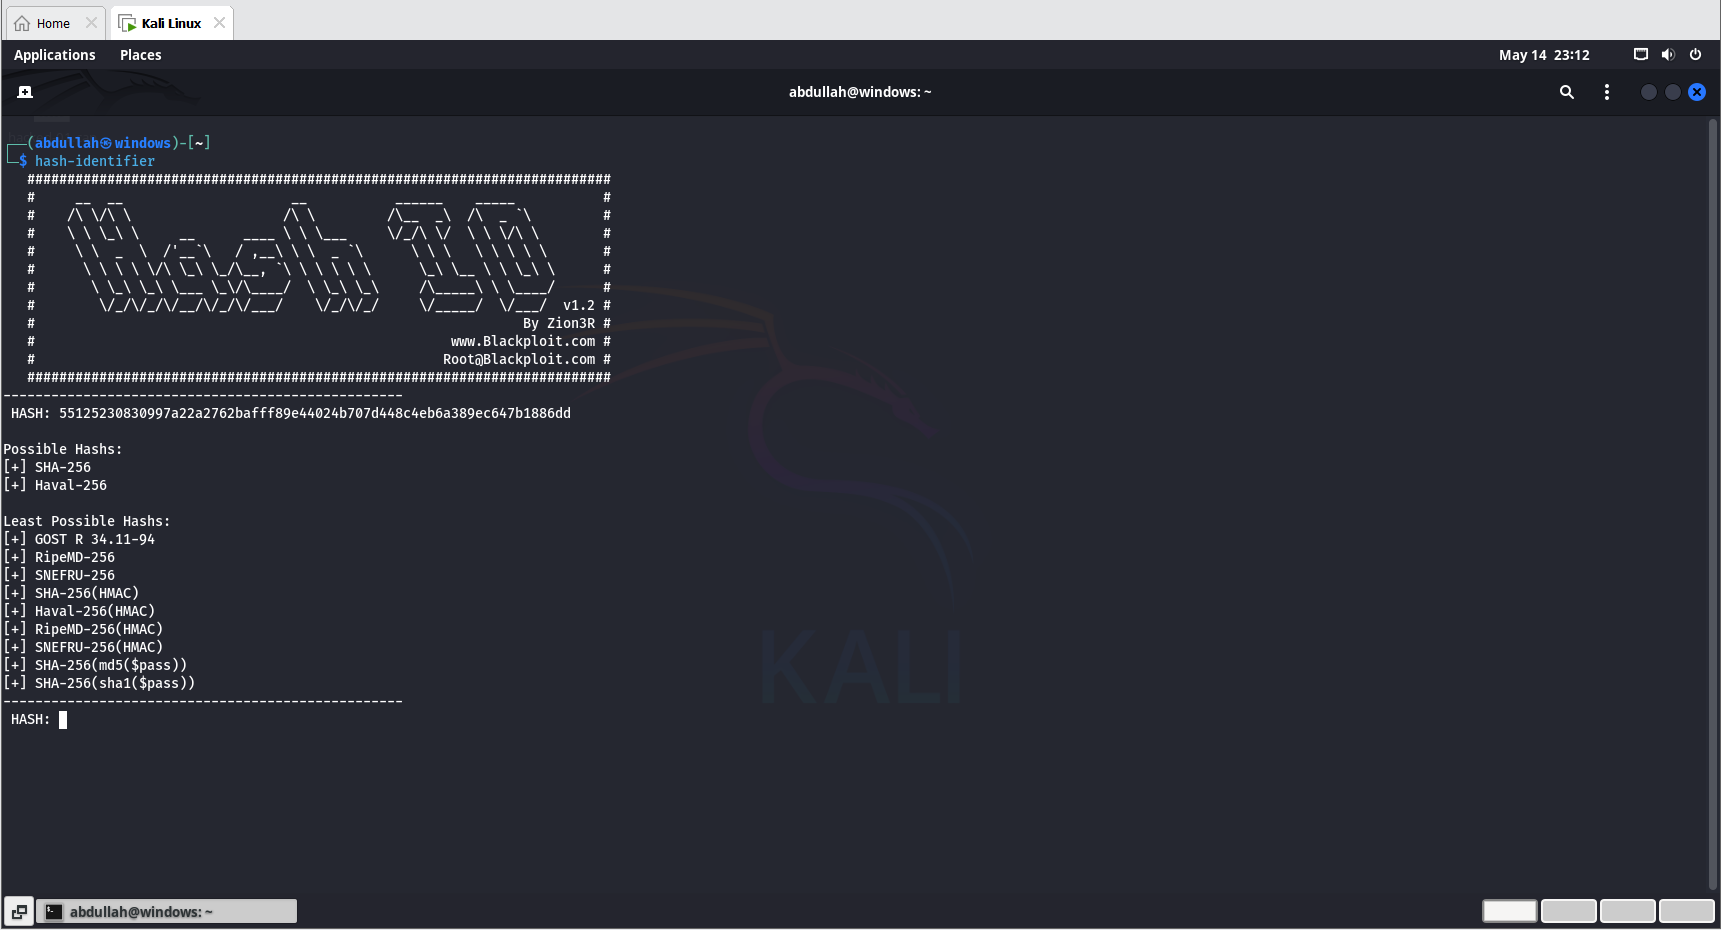 Home
Kali Linux
Applications Places May 14 23:12
abdullah@windows: ~
┌──(abdullah㉿windows)-[~]
└─$ hash-identifier
   #########################################################################
   #     __  __                     __           ______    _____           #
   #    /\ \/\ \                   /\ \         /\__  _\  /\  _ `\         #
   #    \ \ \_\ \     __      ____ \ \ \___     \/_/\ \/  \ \ \/\ \        #
   #     \ \  _  \  /'__`\   / ,__\ \ \  _ `\      \ \ \   \ \ \ \ \       #
   #      \ \ \ \ \/\ \_\ \_/\__, `\ \ \ \ \ \      \_\ \__ \ \ \_\ \      #
   #       \ \_\ \_\ \___ \_\/\____/  \ \_\ \_\     /\_____\ \ \____/      #
   #        \/_/\/_/\/__/\/_/\/___/    \/_/\/_/     \/_____/  \/___/  v1.2 #
   #                                                             By Zion3R #
   #                                                    www.Blackploit.com #
   #                                                   Root@Blackploit.com #
   #########################################################################
--------------------------------------------------
 HASH: 55125230830997a22a2762bafff89e44024b707d448c4eb6a389ec647b1886dd
Possible Hashs:
[+] SHA-256
[+] Haval-256
Least Possible Hashs:
[+] GOST R 34.11-94
[+] RipeMD-256
[+] SNEFRU-256
[+] SHA-256(HMAC)
[+] Haval-256(HMAC)
[+] RipeMD-256(HMAC)
[+] SNEFRU-256(HMAC)
[+] SHA-256(md5($pass))
[+] SHA-256(sha1($pass))
--------------------------------------------------
 HASH:
KALI
abdullah@windows: ~